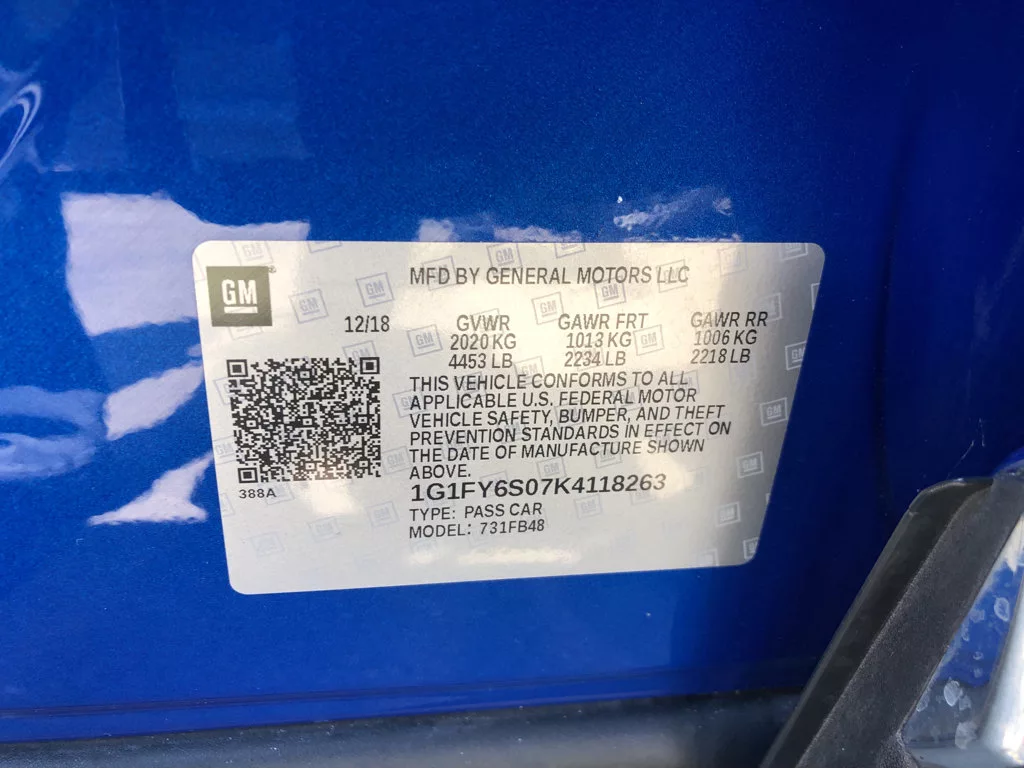 GM
MFD BY GENERAL MOTORS LLC
12/18 GVWR GAWR FRT GAWR RR
2020 KG 1013 KG 1006 KG
4453 LB 2234 LB 2218 LB
THIS VEHICLE CONFORMS TO ALL
APPLICABLE U.S. FEDERAL MOTOR
VEHICLE SAFETY, BUMPER, AND THEFT
PREVENTION STANDARDS IN EFFECT ON
THE DATE OF MANUFACTURE SHOWN
ABOVE.
388A
1G1FY6S07K4118263
TYPE: PASS CAR
MODEL: 731FB48